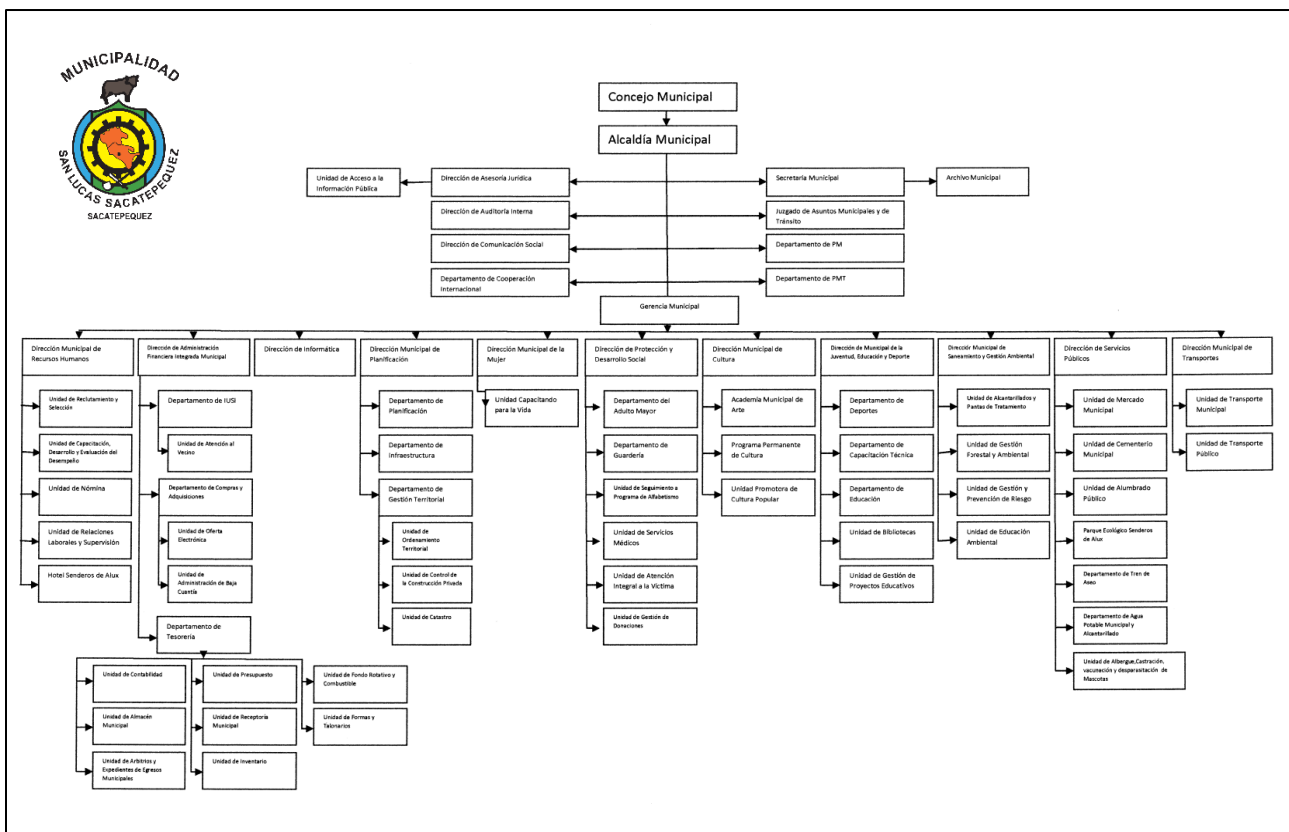 MUNICIPALIDAD
SAN LUCAS SACATEPEQUEZ
SACATEPEQUEZ
Concejo Municipal
Alcaldía Municipal
Unidad de Acceso a la
Información Pública
Dirección de Asesoría Jurídica
Secretaría Municipal
Archivo Municipal
Dirección de Auditoría Interna
Juzgado de Asuntos Municipales y de
Tránsito
Dirección de Comunicación Social
Departamento de PM
Departamento de Cooperación
Internacional
Departamento de PMT
Gerencia Municipal
Dirección Municipal de
Recursos Humanos
Dirección de Administración
Financiera Integrada Municipal
Dirección de Informática
Dirección Municipal de
Planificación
Dirección Municipal de la
Mujer
Dirección de Protección y
Desarrollo Social
Dirección Municipal de
Cultura
Dirección de Municipal de la
Juventud, Educación y Deporte
Direcciór Municipal de
Saneamiento y Gestión Ambiental
Dirección de Servicios
Públicos
Dirección Municipal de
Transportes
Unidad de Reclutamiento y
Selección
Unidad de Capacitación,
Desarrollo y Evaluación del
Desempeño
Unidad de Nómina
Unidad de Relaciones
Laborales y Supervisión
Hotel Senderos de Alux
Departamento de IUSI
Unidad de Atención al
Vecino
Departamento de Compras y
Adquisiciones
Unidad de Oferta
Electrónica
Unidad de
Administración de Baja
Cuantía
Departamento de
Tesorería
Unidad de Contabilidad
Unidad de Almacén
Municipal
Unidad de Arbitrios y
Expedientes de Egresos
Municipales
Unidad de Presupuesto
Unidad de Receptoría
Municipal
Unidad de Inventario
Unidad de Fondo Rotativo y
Combustible
Unidad de Formas y
Talonarios
Departamento de
Planificación
Departamento de
Infraestructura
Departamento de
Gestión Territorial
Unidad de
Ordenamiento
Territorial
Unidad de Control de
la Construcción Privada
Unidad de Catastro
Unidad Capacitando
para la Vida
Departamento del
Adulto Mayor
Departamento de
Guardería
Unidad de Seguimiento a
Programa de Alfabetismo
Unidad de Servicios
Médicos
Unidad de Atención
Integral a la Víctima
Unidad de Gestión de
Donaciones
Academia Municipal de
Arte
Programa Permanente
de Cultura
Unidad Promotora de
Cultura Popular
Departamento de
Deportes
Departamento de
Capacitación Técnica
Departamento de
Educación
Unidad de Bibliotecas
Unidad de Gestión de
Proyectos Educativos
Unidad de Alcantarillados y
Pantas de Tratamiento
Unidad de Gestión
Forestal y Ambiental
Unidad de Gestión y
Prevención de Riesgo
Unidad de Educación
Ambiental
Unidad de Mercado
Municipal
Unidad de Cementerio
Municipal
Unidad de Alumbrado
Público
Parque Ecológico Senderos
de Alux
Departamento de Tren de
Aseo
Departamento de Agua
Potable Municipal y
Alcantarillado
Unidad de Albergue,Castración,
vacunación y desparasitación de
Mascotas
Unidad de Transporte
Municipal
Unidad de Transporte
Público